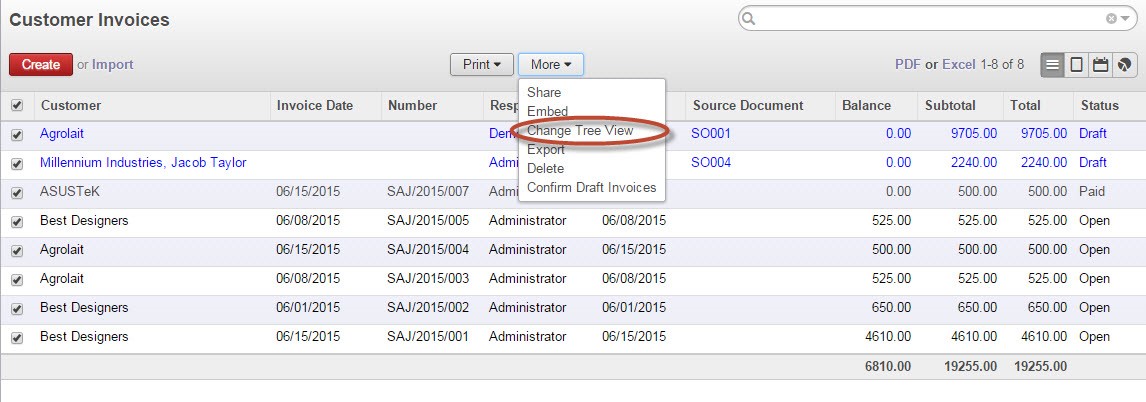 Customer Invoices
Create or Import Print More PDF or Excel 1-8 of 8
Share
Embed
Change Tree View
Export
Delete
Confirm Draft Invoices
Customer Invoice Date Number Resp Source Document Balance Subtotal Total Status
Agrolait Dem SO001 0.00 9705.00 9705.00 Draft
Millennium Industries, Jacob Taylor Admi SO004 0.00 2240.00 2240.00 Draft
ASUSTeK 06/15/2015 SAJ/2015/007 Admi 0.00 500.00 500.00 Paid
Best Designers 06/08/2015 SAJ/2015/005 Administrator 06/08/2015 525.00 525.00 525.00 Open
Agrolait 06/15/2015 SAJ/2015/004 Administrator 06/15/2015 500.00 500.00 500.00 Open
Agrolait 06/08/2015 SAJ/2015/003 Administrator 06/08/2015 525.00 525.00 525.00 Open
Best Designers 06/01/2015 SAJ/2015/002 Administrator 06/01/2015 650.00 650.00 650.00 Open
Best Designers 06/15/2015 SAJ/2015/001 Administrator 06/15/2015 4610.00 4610.00 4610.00 Open
6810.00 19255.00 19255.00